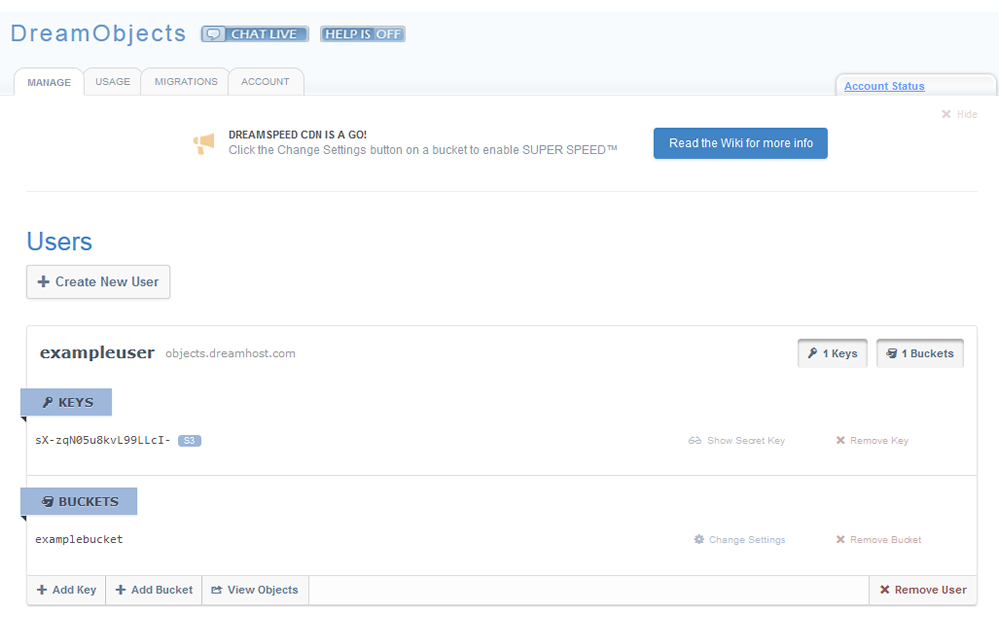 DreamObjects CHAT LIVE HELP IS OFF
MANAGE USAGE MIGRATIONS ACCOUNT
Account Status
Hide
DREAMSPEED CDN IS A GO!
Click the Change Settings button on a bucket to enable SUPER SPEED™
Read the Wiki for more info
Users
Create New User
exampleuser objects.dreamhost.com 1 Keys 1 Buckets
KEYS
sX-zqN05u8kvL99LLcI- S3 Show Secret Key Remove Key
BUCKETS
examplebucket Change Settings Remove Bucket
Add Key Add Bucket View Objects Remove User